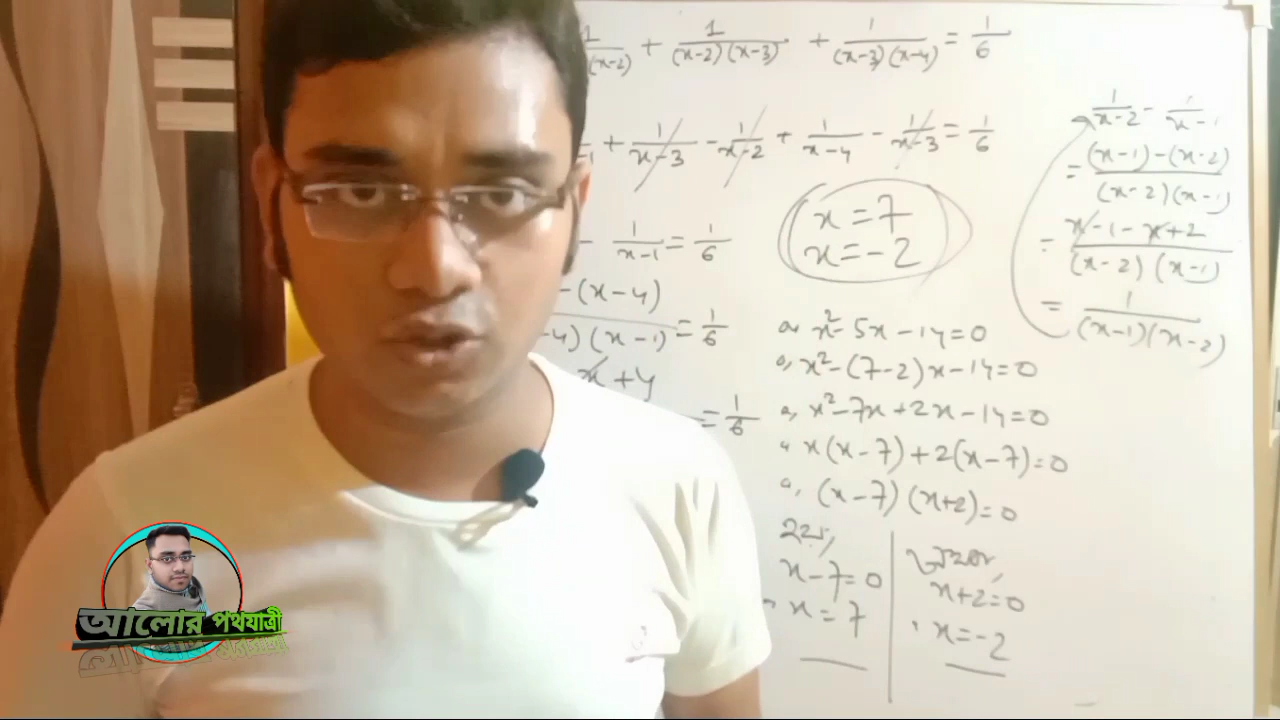 1/(x-2) + 1/((x-2)(x-3)) + 1/((x-3)(x-4)) = 1/6
+ 1/(x-3) - 1/(x-2) + 1/(x-4) - 1/(x-3) = 1/6
- 1/(x-1) = 1/6
-(x-4)
-4)(x-1) = 1/6
x+4
= 1/6
x = 7
x = -2
x² - 5x - 14 = 0
x² - (7-2)x - 14 = 0
x² - 7x + 2x - 14 = 0
x(x-7) + 2(x-7) = 0
(x-7)(x+2) = 0
হয়,
x - 7 = 0
x = 7
অথবা,
x + 2 = 0
x = -2
1/(x-2) - 1/(x-1)
= ((x-1)-(x-2))/((x-2)(x-1))
= (x-1-x+2)/((x-2)(x-1))
= 1/((x-1)(x-2))
আলোর পথযাত্রী